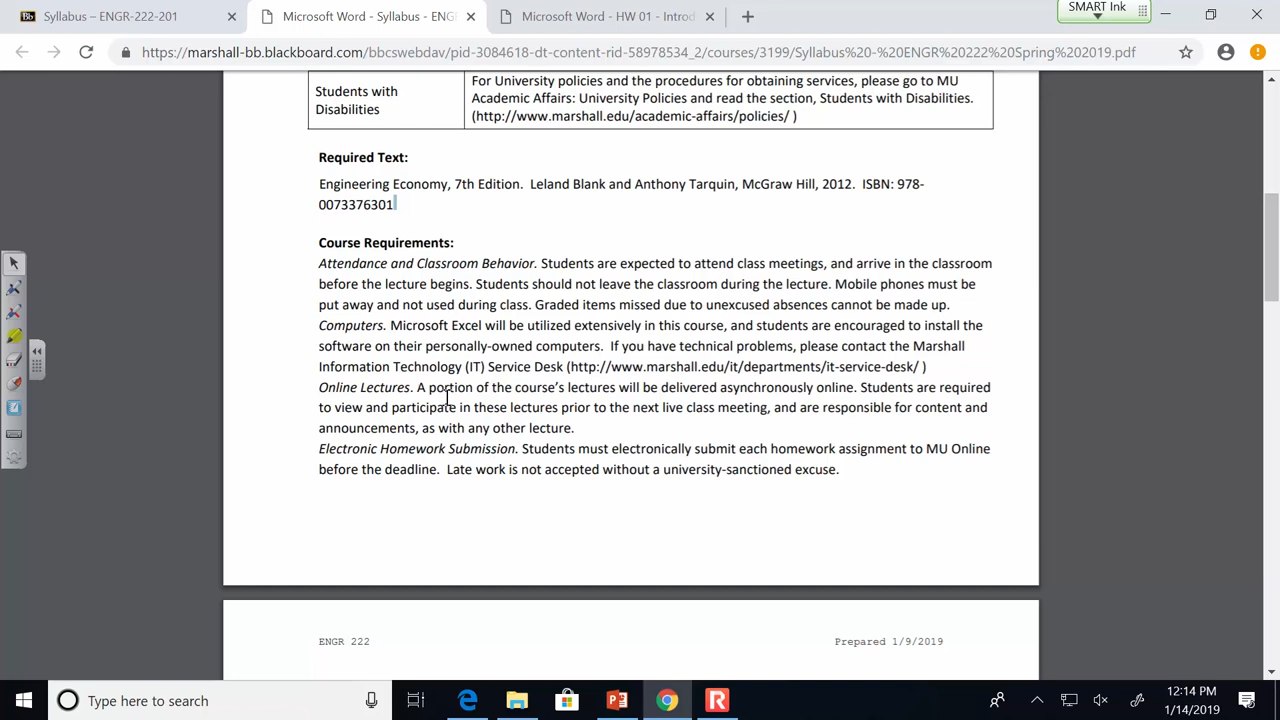 Syllabus – ENGR-222-201
Microsoft Word - Syllabus - ENG
Microsoft Word - HW 01 - Introd
SMART Ink
https://marshall-bb.blackboard.com/bbcswebdav/pid-3084618-dt-content-rid-58978534_2/courses/3199/Syllabus%20-%20ENGR%20222%20Spring%202019.pdf
Students with
Disabilities
For University policies and the procedures for obtaining services, please go to MU
Academic Affairs: University Policies and read the section, Students with Disabilities.
(http://www.marshall.edu/academic-affairs/policies/ )
Required Text:
Engineering Economy, 7th Edition.  Leland Blank and Anthony Tarquin, McGraw Hill, 2012.  ISBN: 978-
0073376301
Course Requirements:
Attendance and Classroom Behavior. Students are expected to attend class meetings, and arrive in the classroom
before the lecture begins. Students should not leave the classroom during the lecture. Mobile phones must be
put away and not used during class. Graded items missed due to unexcused absences cannot be made up.
Computers. Microsoft Excel will be utilized extensively in this course, and students are encouraged to install the
software on their personally-owned computers.  If you have technical problems, please contact the Marshall
Information Technology (IT) Service Desk (http://www.marshall.edu/it/departments/it-service-desk/ )
Online Lectures. A portion of the course's lectures will be delivered asynchronously online. Students are required
to view and participate in these lectures prior to the next live class meeting, and are responsible for content and
announcements, as with any other lecture.
Electronic Homework Submission. Students must electronically submit each homework assignment to MU Online
before the deadline.  Late work is not accepted without a university-sanctioned excuse.
ENGR 222
Prepared 1/9/2019
Type here to search
12:14 PM
1/14/2019